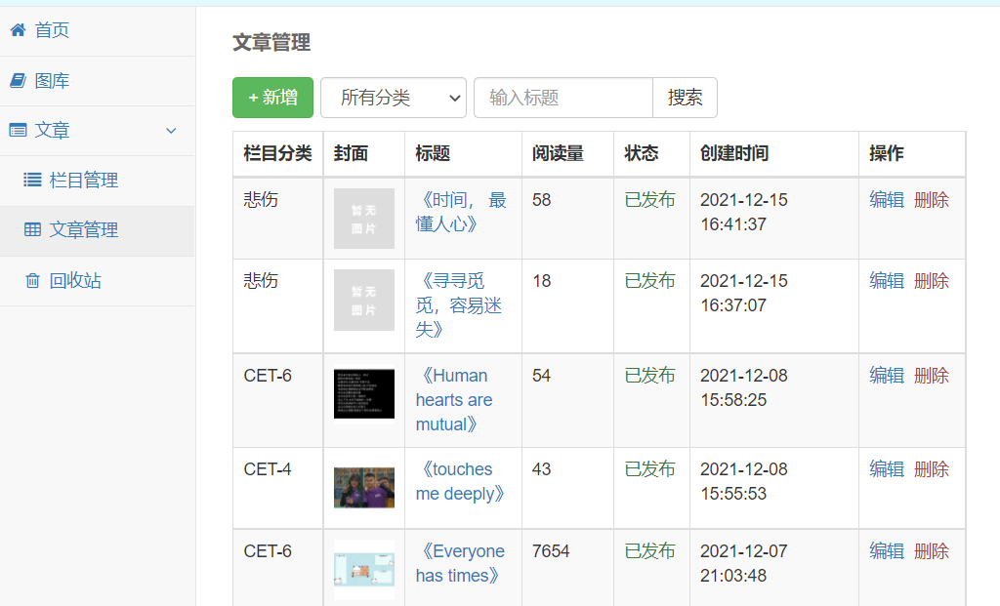 首页
图库
文章
栏目管理
文章管理
回收站
文章管理
+ 新增 所有分类 输入标题 搜索
栏目分类 封面 标题 阅读量 状态 创建时间 操作
悲伤 暂无 《时间， 最 58 已发布 2021-12-15 编辑 删除
图片 懂人心》 16:41:37
悲伤 暂无 《寻寻觅 18 已发布 2021-12-15 编辑 删除
图片 觅，容易迷 16:37:07
失》
CET-6 《Human 54 已发布 2021-12-08 编辑 删除
hearts are 15:58:25
mutual》
CET-4 《touches 43 已发布 2021-12-08 编辑 删除
me deeply》 15:55:53
CET-6 《Everyone 7654 已发布 2021-12-07 编辑 删除
has times》 21:03:48